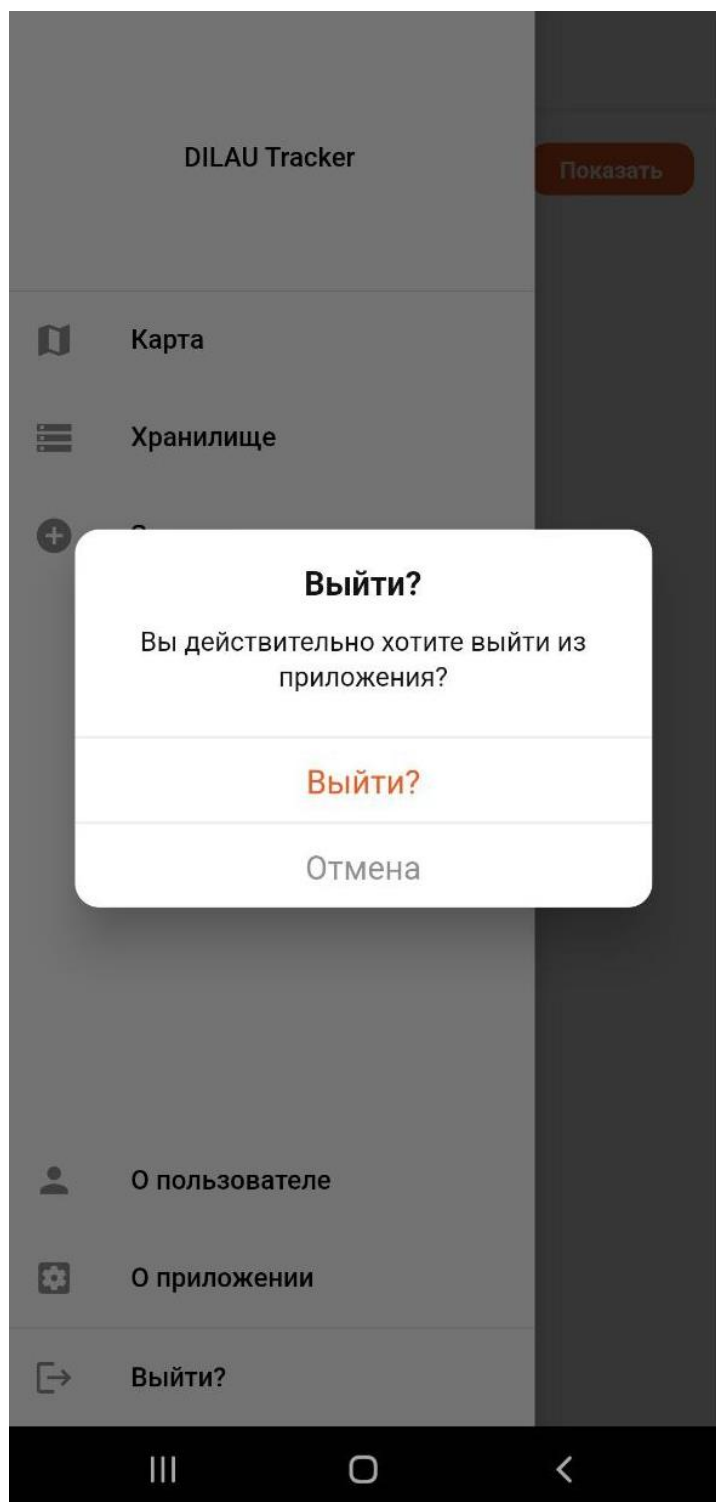 DILAU Tracker
Показать
Карта
Хранилище
Выйти?
Вы действительно хотите выйти из
приложения?
Выйти?
Отмена
О пользователе
О приложении
Выйти?